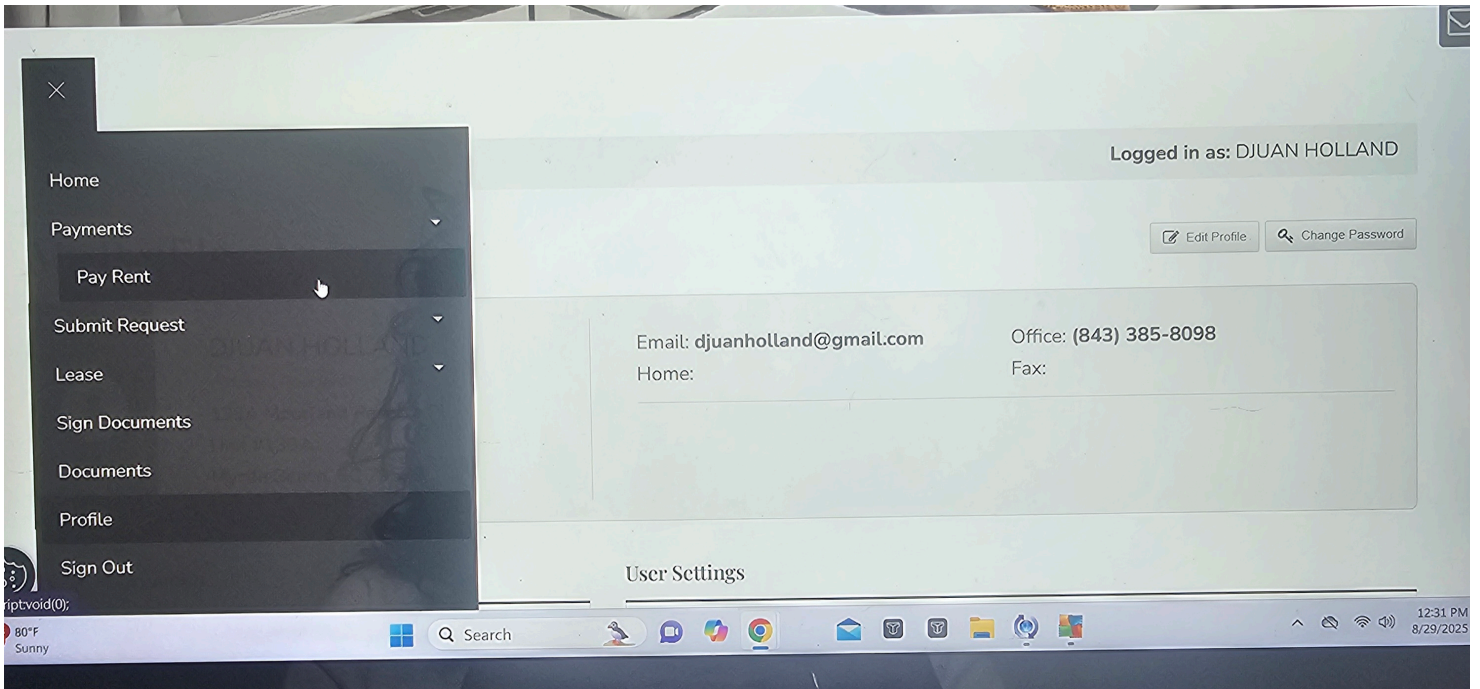 Logged in as: DJUAN HOLLAND
Home
Payments
Pay Rent
Submit Request
Lease
Sign Documents
Documents
Profile
Sign Out
Edit Profile
Change Password
DJUAN HOLLAND
Email: djuanholland@gmail.com
Home:
Office: (843) 385-8098
Fax:
User Settings
ript:void(0);
80°F
Sunny
Search
12:31 PM
8/29/2025